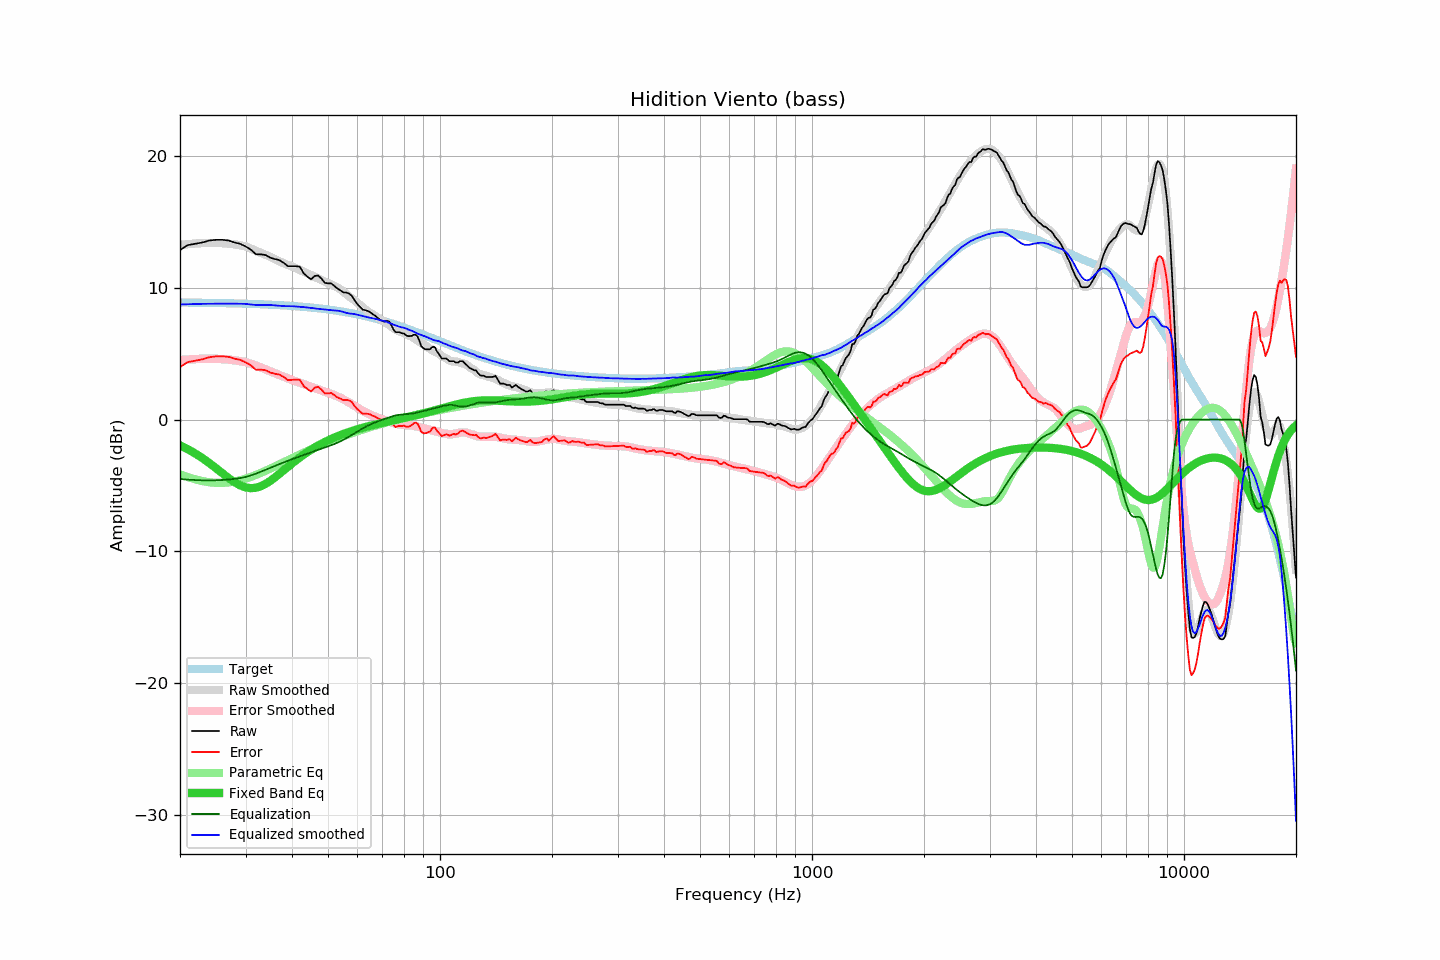 Hidition Viento (bass)
20
10
0
−10
−20
−30
Amplitude (dBr)
Target
Raw Smoothed
Error Smoothed
Raw
Error
Parametric Eq
Fixed Band Eq
Equalization
Equalized smoothed
100
1000
10000
Frequency (Hz)